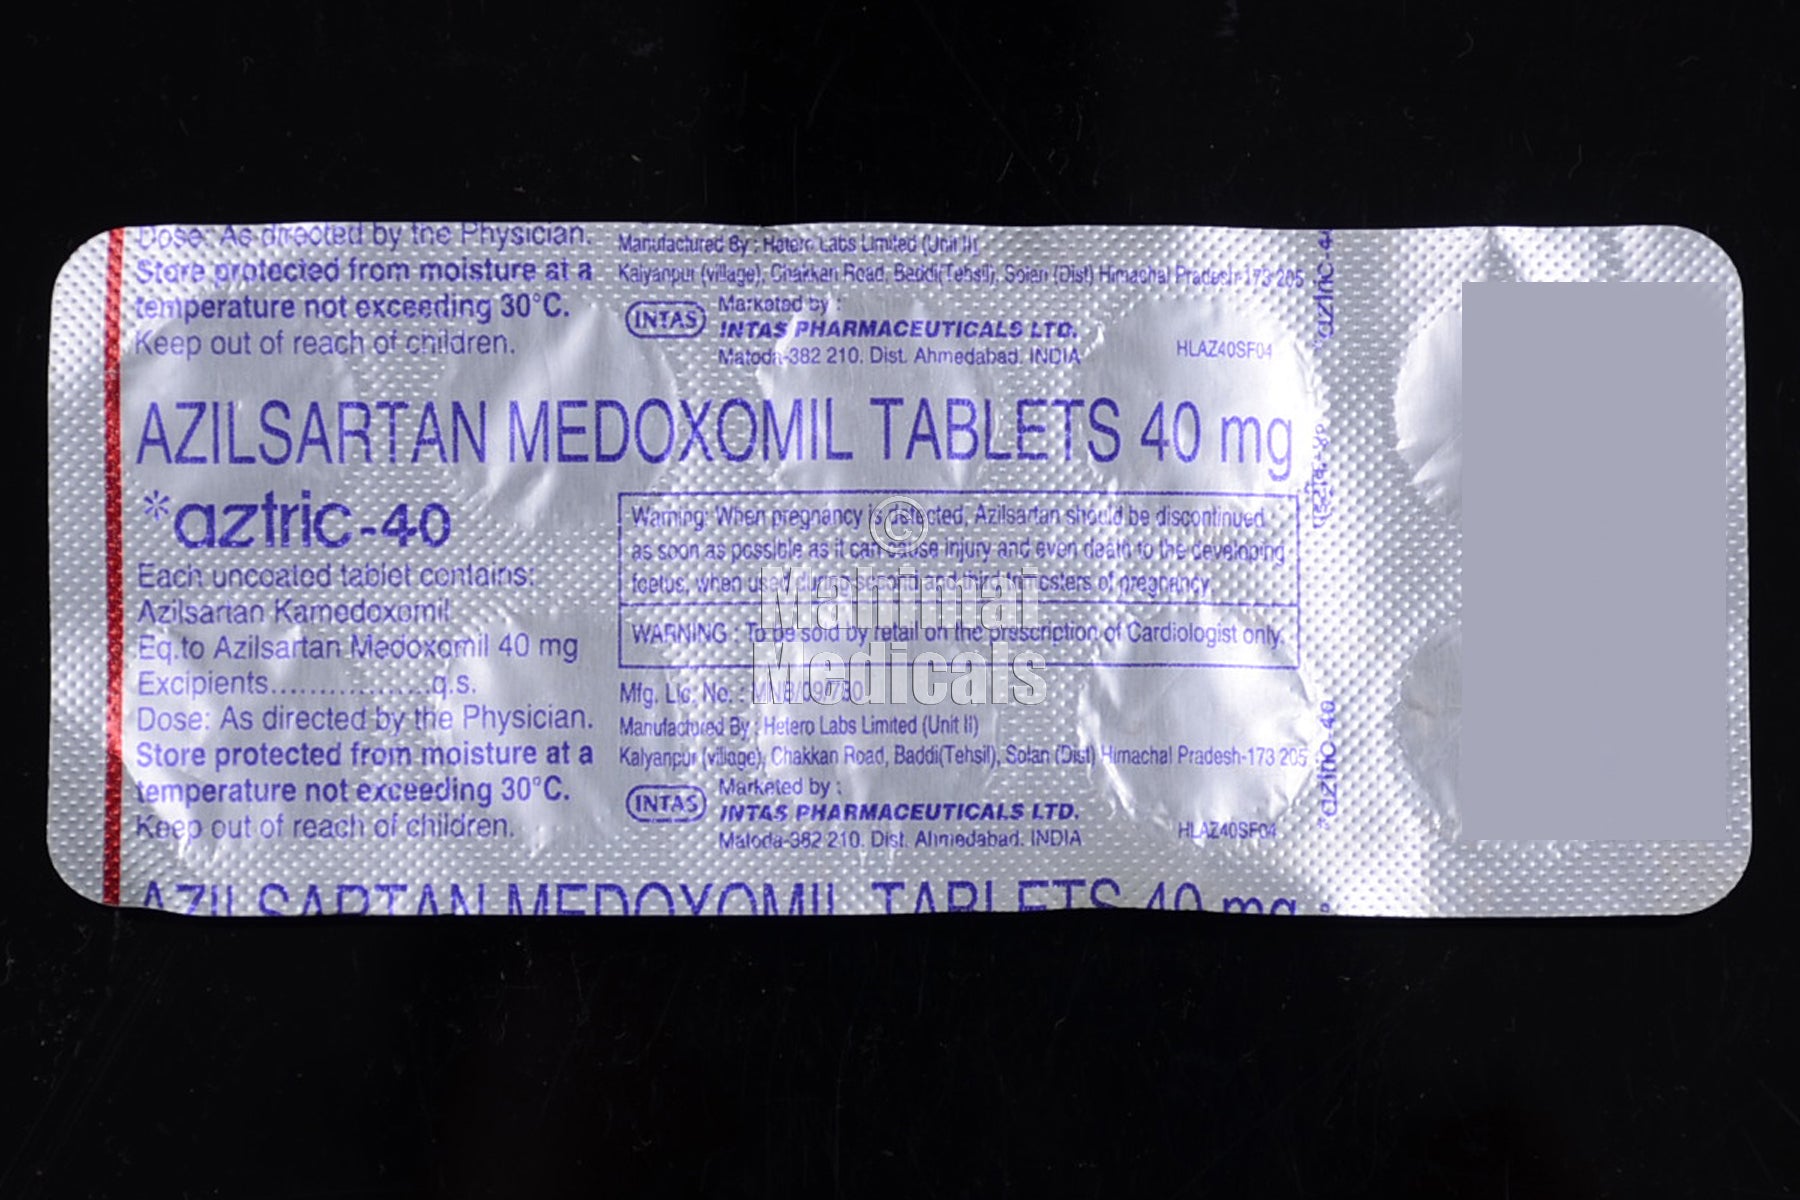 Dose: As directed by the Physician.
Store protected from moisture at a
temperature not exceeding 30°C.
Keep out of reach of children.
Manufactured By : Hetero Labs Limited (Unit II)
Kalyanpur (village), Chakkan Road, Baddi(Tehsil), Solan (Dist) Himachal Pradesh-173 205
INTAS
Marketed by :
INTAS PHARMACEUTICALS LTD.
Matoda-382 210. Dist. Ahmedabad. INDIA
HLAZ40SF04
AZILSARTAN MEDOXOMIL TABLETS 40 mg
*aztric-40
Each uncoated tablet contains:
Azilsartan Kamedoxomil
Eq.to Azilsartan Medoxomil 40 mg
Excipients.................q.s.
Dose: As directed by the Physician.
Store protected from moisture at a
temperature not exceeding 30°C.
Keep out of reach of children.
Warning: When pregnancy is detected, Azilsartan should be discontinued
as soon as possible as it can cause injury and even death to the developing
foetus, when used during second and third trimesters of pregnancy
WARNING : To be sold by retail on the prescription of Cardiologist only.
Mfg. Lic. No. :
Manufactured By : Hetero Labs Limited (Unit II)
Kalyanpur (village), Chakkan Road, Baddi(Tehsil), Solan (Dist) Himachal Pradesh-173 205
INTAS
Marketed by :
INTAS PHARMACEUTICALS LTD.
Matoda-382 210. Dist. Ahmedabad. INDIA
HLAZ40SF04
AZILSARTAN MEDOXOMIL TABLETS 40 mg
*aztric-40
*aztric-40
©
Mahimai
Medicals